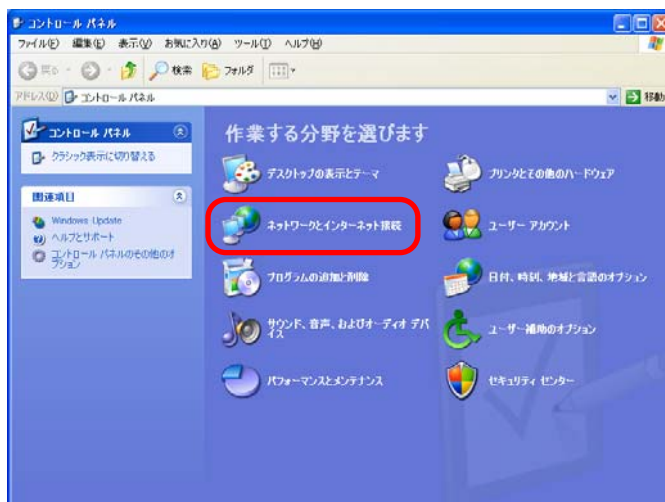 コントロール パネル
ファイル(F) 編集(E) 表示(V) お気に入り(A) ツール(T) ヘルプ(H)
戻る 検索 フォルダ
アドレス(D) コントロール パネル 移動
コントロール パネル
クラシック表示に切り替える
関連項目
Windows Update
ヘルプとサポート
コントロール パネルのその他のオ
プション
作業する分野を選びます
デスクトップの表示とテーマ
プリンタとその他のハードウェア
ネットワークとインターネット接続
ユーザー アカウント
プログラムの追加と削除
日付、時刻、地域と言語のオプション
サウンド、音声、およびオーディオ デバ
イス
ユーザー補助のオプション
パフォーマンスとメンテナンス
セキュリティ センター